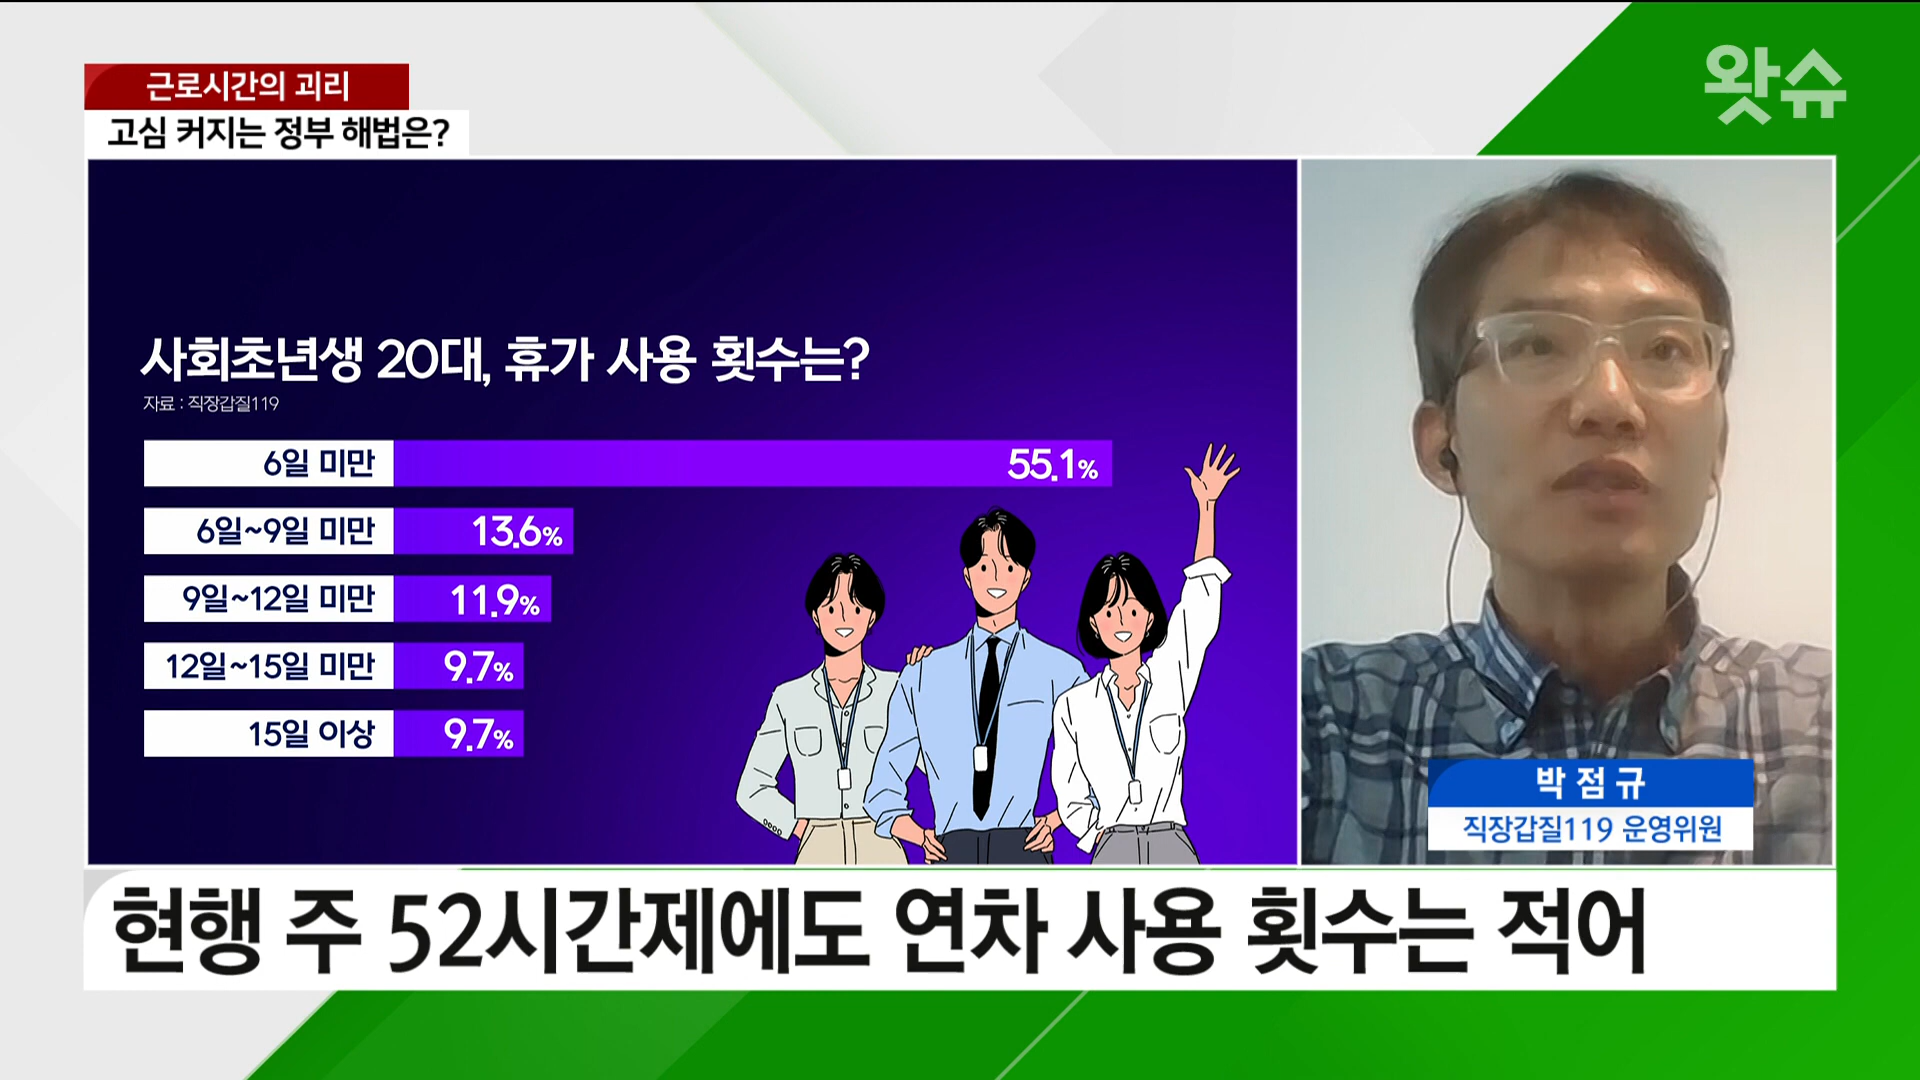 근로시간의 괴리
고심 커지는 정부 해법은?
왓슈
사회초년생 20대, 휴가 사용 횟수는?
자료 : 직장갑질119
6일 미만 55.1%
6일~9일 미만 13.6%
9일~12일 미만 11.9%
12일~15일 미만 9.7%
15일 이상 9.7%
박점규
직장갑질119 운영위원
현행 주 52시간제에도 연차 사용 횟수는 적어